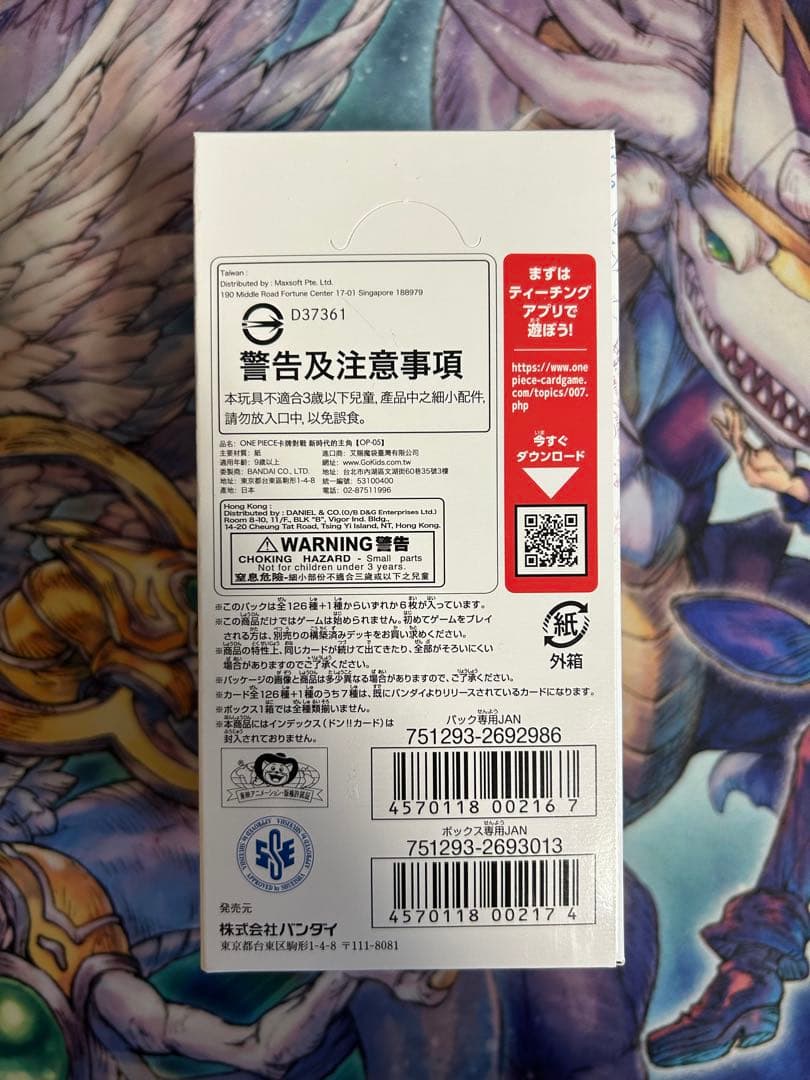 Taiwan :
Distributed by : Maxsoft Pte. Ltd.
190 Middle Road Fortune Center 17-01 Singapore 188979
D37361
警告及注意事項
本玩具不適合3歲以下兒童, 產品中之細小配件,
請勿放入口中, 以免誤食。
品名: ONE PIECE卡牌對戰 新時代的主角【OP-05】
主要材質: 紙 進口商: 艾賜魔袋臺灣有限公司
適用年齡: 9歲以上 網址: www.GoKids.com.tw
委製商: BANDAI CO., LTD. 地址: 台北市內湖區文湖街60巷35號3樓
地址: 東京都台東區駒形1-4-8 統一編號: 53100400
產地: 日本 電話: 02-87511996
Hong Kong :
Distributed by : DANIEL & CO.(O/B D&G Enterprises Ltd.)
Room 8-10, 11/F., BLK "B", Vigor Ind. Bldg.,
14-20 Cheung Tat Road, Tsing Yi Island, NT, Hong Kong.
WARNING 警告
CHOKING HAZARD - Small parts
Not for children under 3 years.
窒息危險-細小部份不適合三歲或以下之兒童
まずは
ティーチング
アプリで
遊ぼう!
https://www.one
piece-cardgame.
com/topics/007.
php
今すぐ
ダウンロード
紙
外箱
※このパックは全126種+1種からいずれか6枚が入っています。
※この商品だけではゲームは始められません。初めてゲームをプレイ
される方は、別売りの構築済みデッキをお買い求めください。
※商品の特性上、同じカードが続けて出てきたり、全部がそろいにくい
場合がありますのでご了承ください。
※パッケージの画像と商品は多少異なる場合がありますので、ご了承ください。
※カード全126種+1種のうち7種は、既にバンダイよりリリースされているカードになります。
※ボックス1箱では全種類揃いません。
※本商品にはインデックス(ドン!!カード)は
封入されておりません。
パック専用JAN
751293-2692986
4570118 00216 7
ボックス専用JAN
751293-2693013
4570118 00217 4
東映アニメーション・版権許諾証
SSE
APPROVED by SHUEISHA
発売元
株式会社バンダイ
東京都台東区駒形1-4-8 〒111-8081